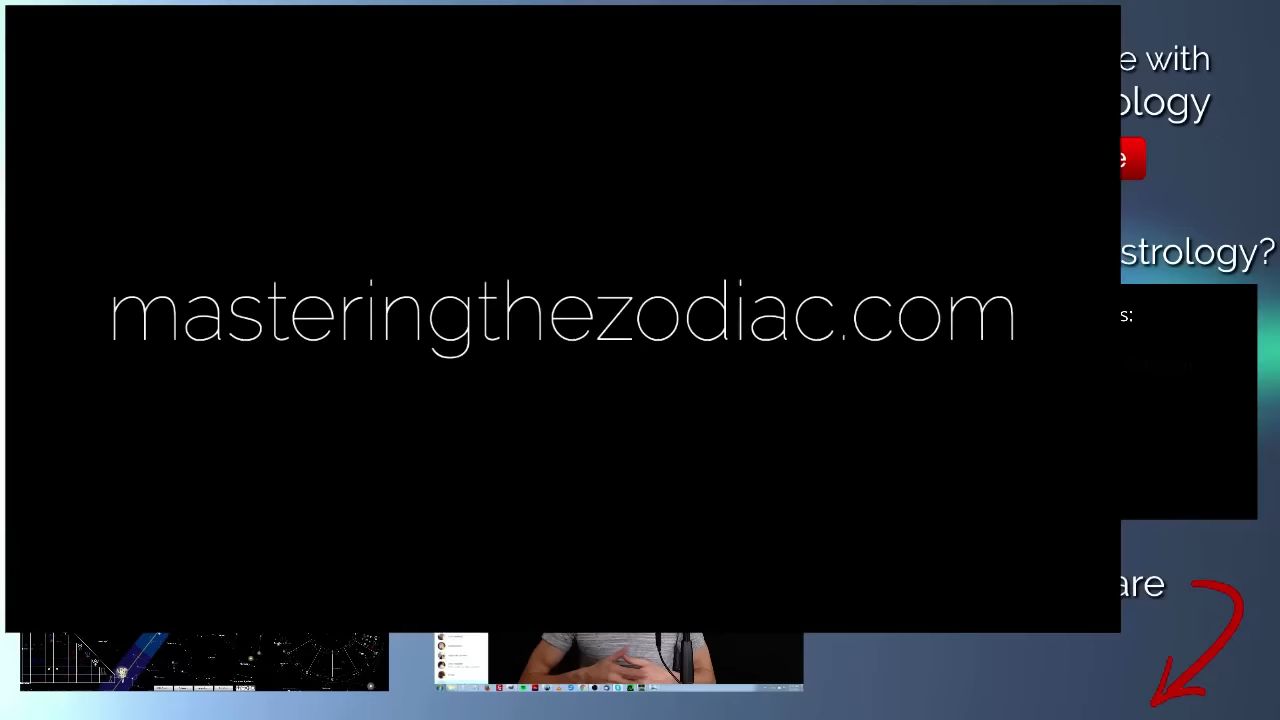 e with
ology
e
strology?
masteringthezodiac.com
s:
are